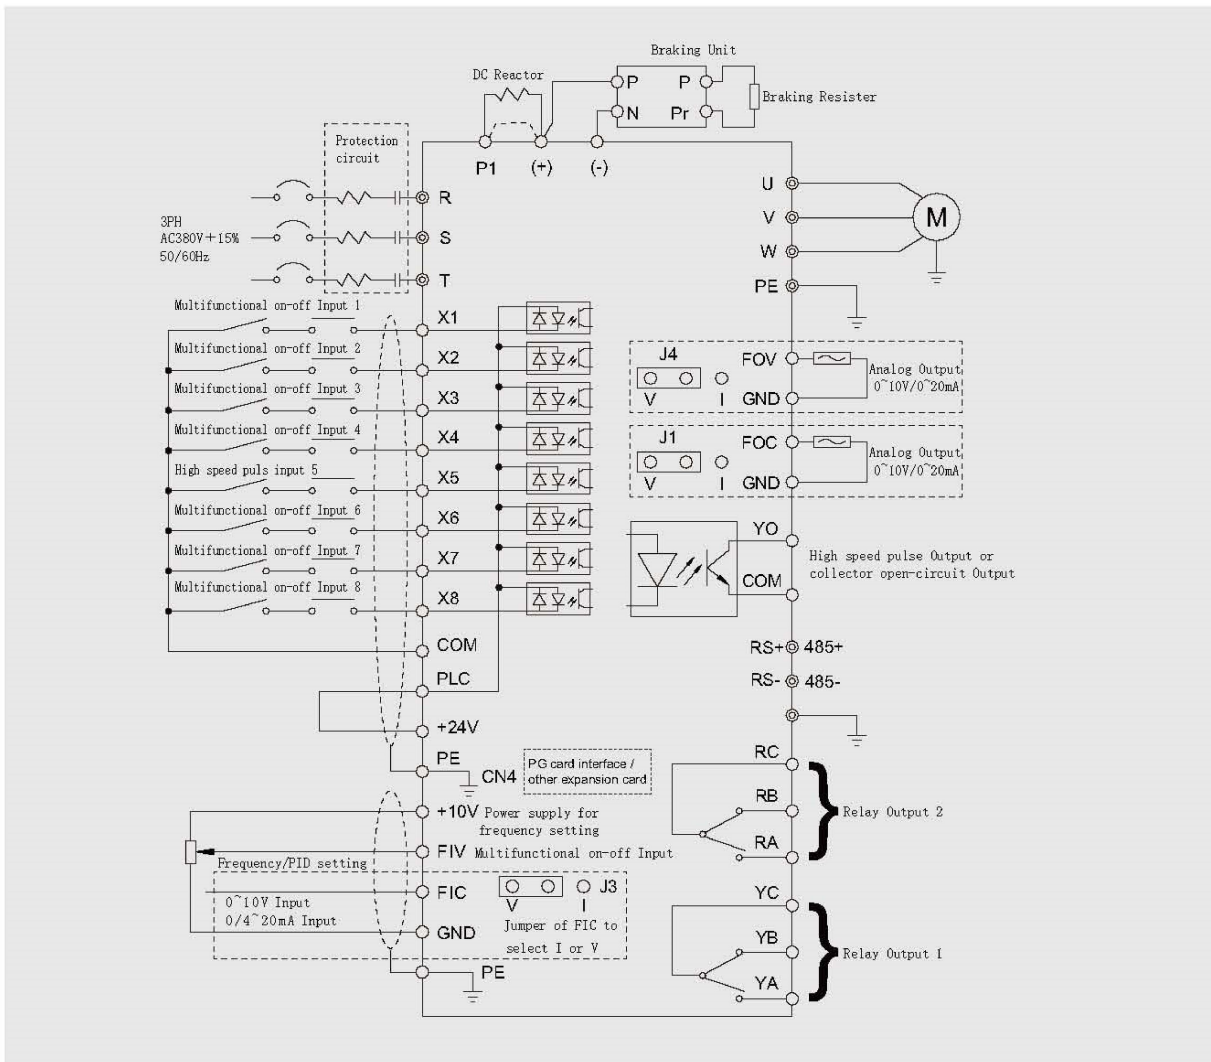 Braking Unit
DC Reactor
P
P
Braking Resister
N
Pr
Protection
circuit
P1
(+)
(-)
R
U
3PH
AC380V+15%
50/60Hz
S
V
M
W
T
PE
Multifunctional on-off Input 1
X1
Multifunctional on-off Input 2
X2
Multifunctional on-off Input 3
X3
Multifunctional on-off Input 4
X4
High speed puls input 5
X5
Multifunctional on-off Input 6
X6
Multifunctional on-off Input 7
X7
Multifunctional on-off Input 8
X8
COM
PLC
+24V
PE
CN4
PG card interface /
other expansion card
J4
FOV
V
I
GND
Analog Output
0~10V/0~20mA
J1
FOC
V
I
GND
Analog Output
0~10V/0~20mA
YO
COM
High speed pulse Output or
collector open-circuit Output
RS+
485+
RS-
485-
RC
RB
RA
Relay Output 2
YC
YB
YA
Relay Output 1
+10V
Power supply for
frequency setting
FIV
Multifunctional on-off Input
Frequency/PID setting
0~10V Input
0/4~20mA Input
FIC
J3
V
I
Jumper of FIC to
select I or V
GND
PE